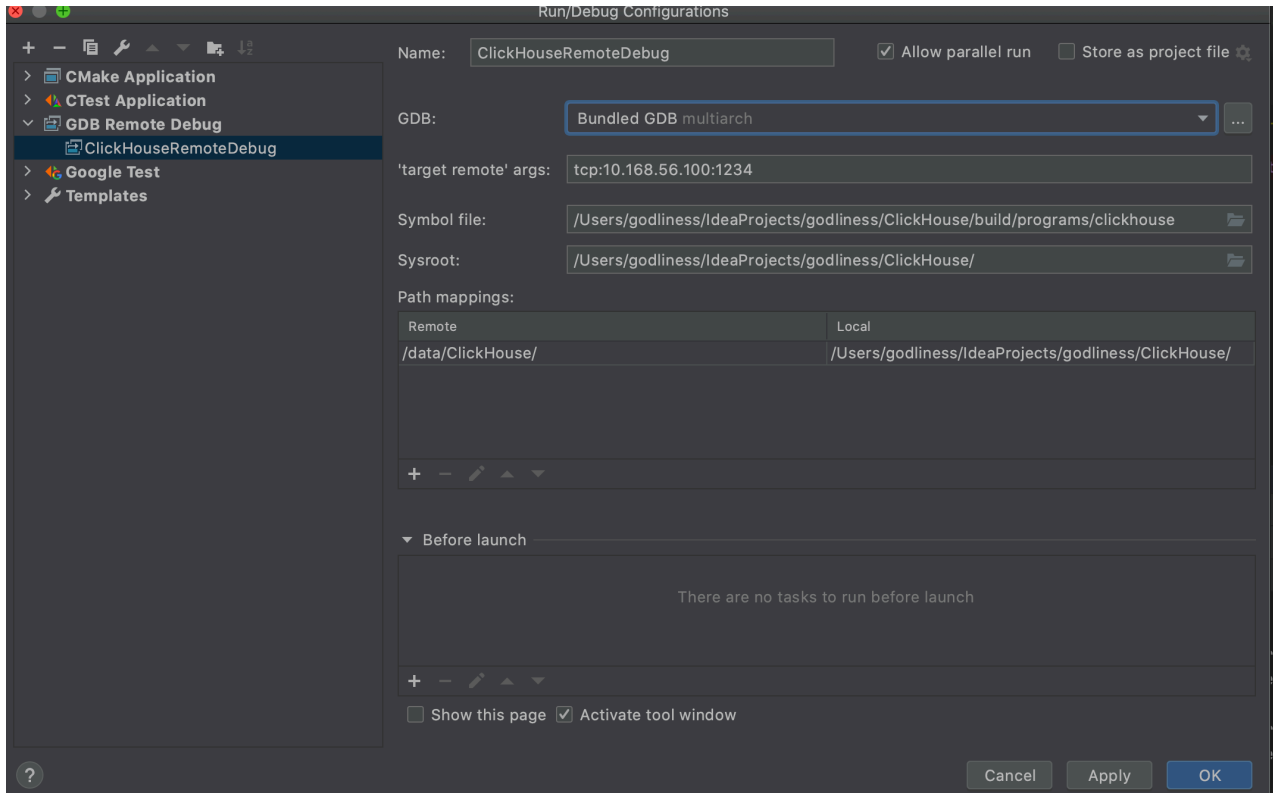 Run/Debug Configurations
Name: ClickHouseRemoteDebug Allow parallel run Store as project file
CMake Application
CTest Application
GDB Remote Debug
ClickHouseRemoteDebug
Google Test
Templates
GDB: Bundled GDB multiarch ...
'target remote' args: tcp:10.168.56.100:1234
Symbol file: /Users/godliness/IdeaProjects/godliness/ClickHouse/build/programs/clickhouse
Sysroot: /Users/godliness/IdeaProjects/godliness/ClickHouse/
Path mappings:
Remote Local
/data/ClickHouse/ /Users/godliness/IdeaProjects/godliness/ClickHouse/
Before launch
There are no tasks to run before launch
Show this page Activate tool window
? Cancel Apply OK